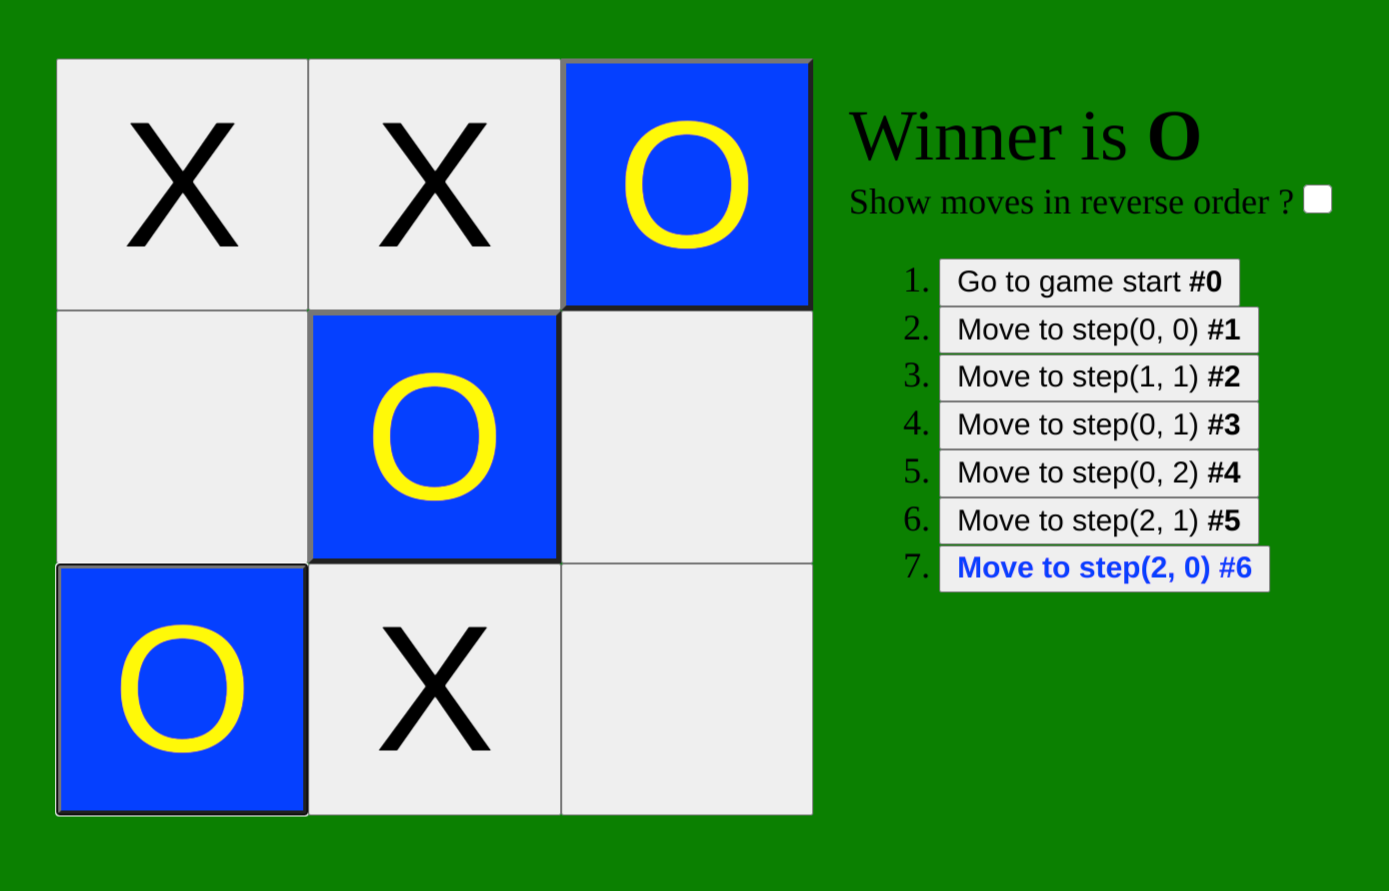 X X O
O
O X
Winner is O
Show moves in reverse order ?
1. Go to game start #0
2. Move to step(0, 0) #1
3. Move to step(1, 1) #2
4. Move to step(0, 1) #3
5. Move to step(0, 2) #4
6. Move to step(2, 1) #5
7. Move to step(2, 0) #6